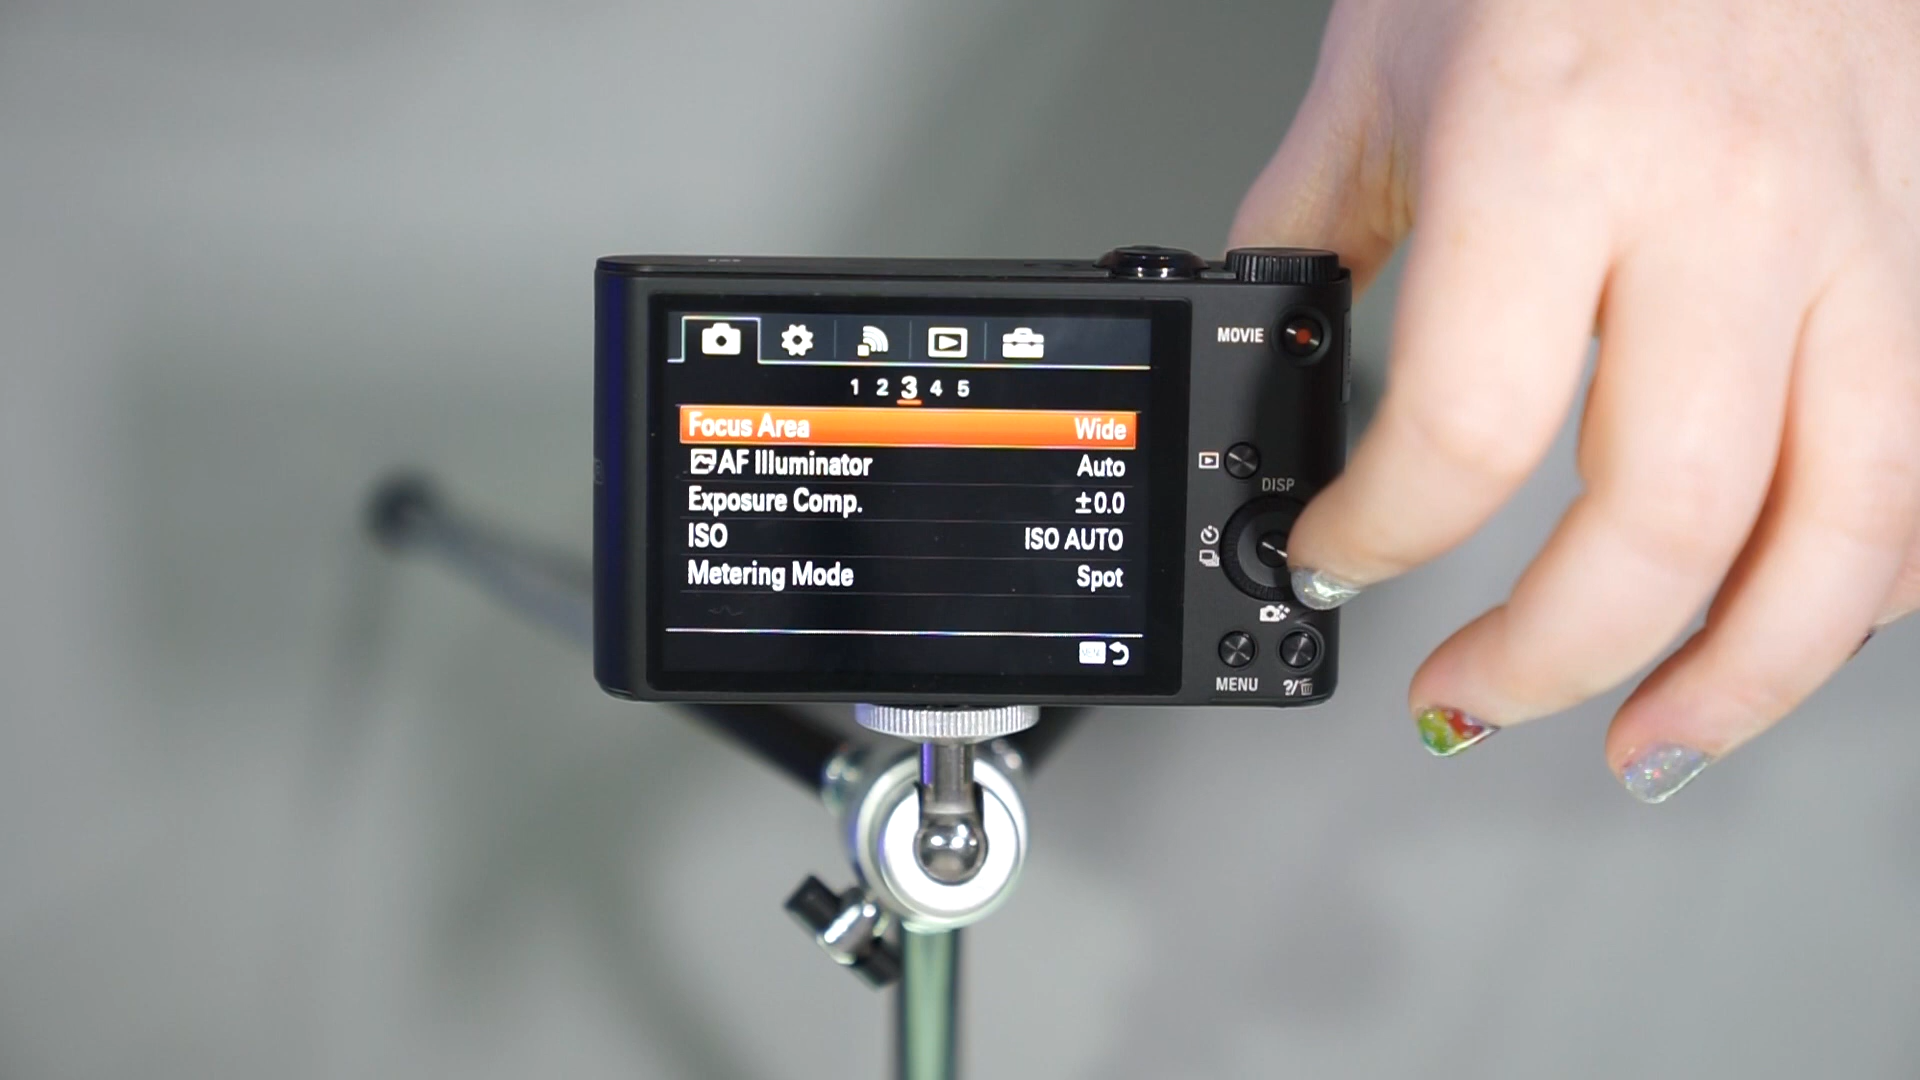 MOVIE
1 2 3 4 5
Focus Area Wide
AF Illuminator Auto
Exposure Comp. ±0.0
ISO ISO AUTO
Metering Mode Spot
DISP
MENU
MENU ?/